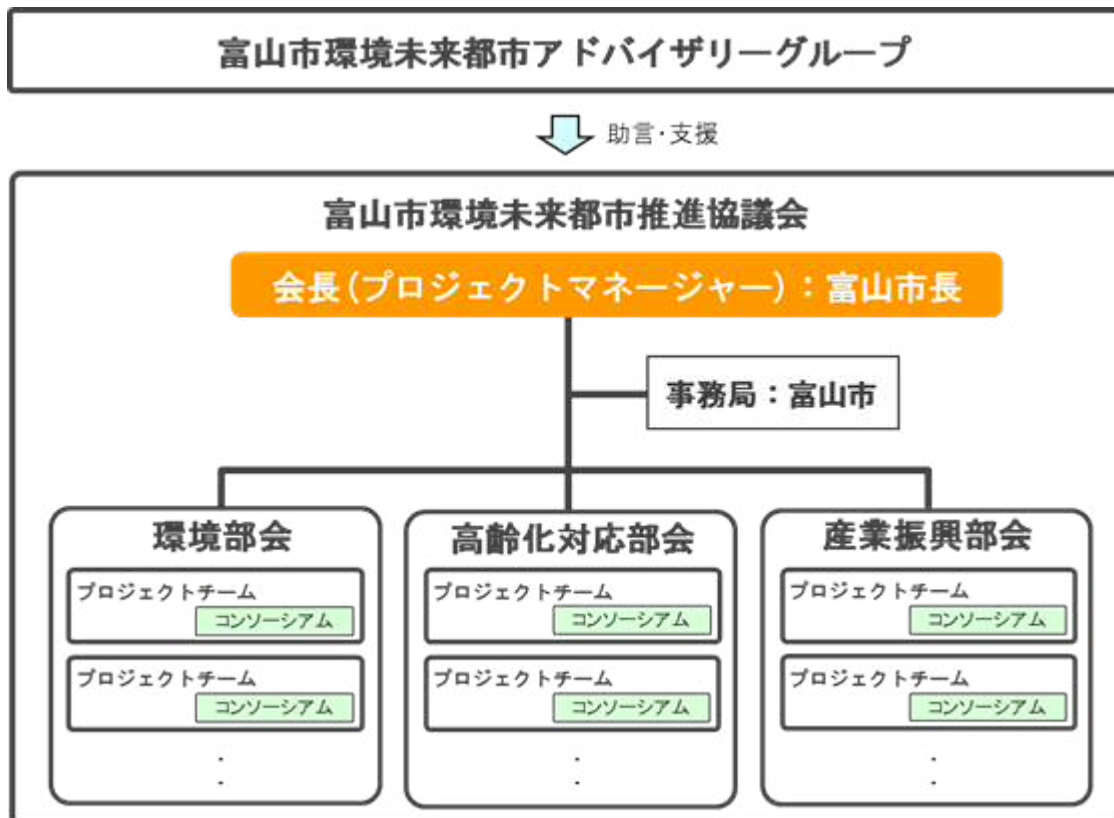 富山市環境未来都市アドバイザリーグループ
助言・支援
富山市環境未来都市推進協議会
会長(プロジェクトマネージャー)：富山市長
事務局：富山市
環境部会
プロジェクトチーム
コンソーシアム
プロジェクトチーム
コンソーシアム
:
高齢化対応部会
プロジェクトチーム
コンソーシアム
プロジェクトチーム
コンソーシアム
:
産業振興部会
プロジェクトチーム
コンソーシアム
プロジェクトチーム
コンソーシアム
: